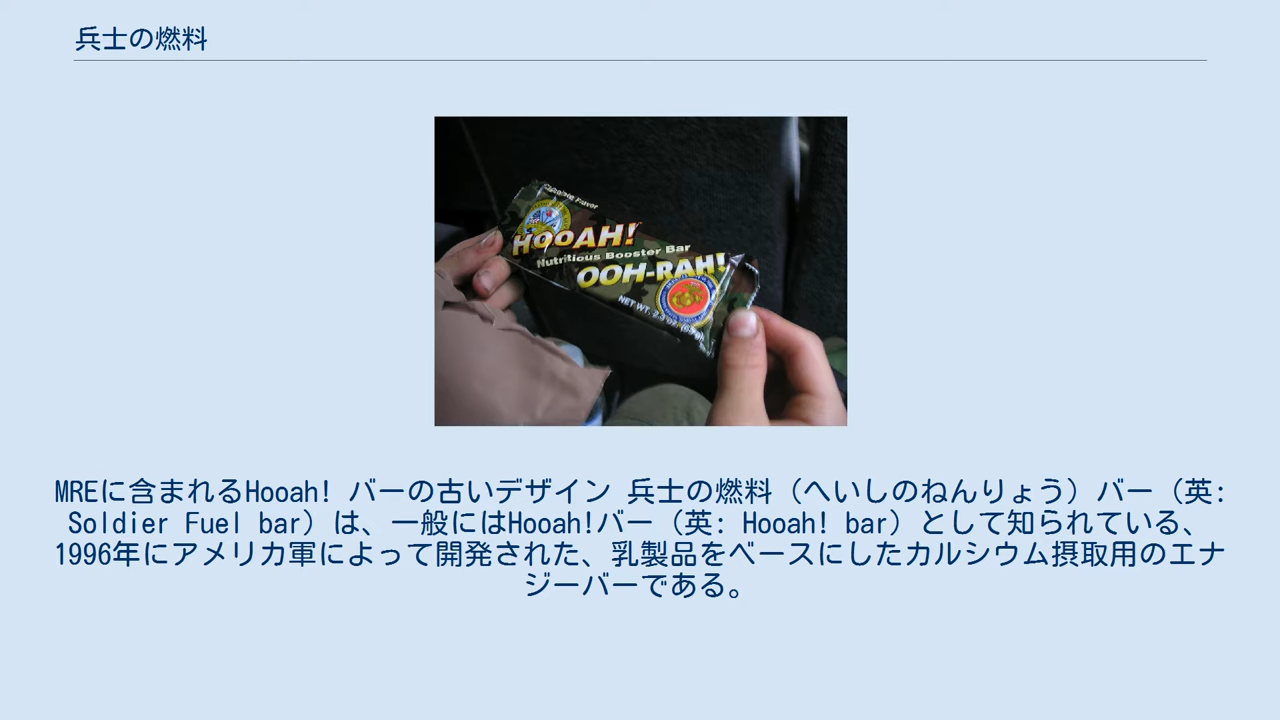 兵士の燃料
HOOAH!
Nutritious Booster Bar
OOH-RAH!
NET WT.
MREに含まれるHooah! バーの古いデザイン 兵士の燃料（へいしのねんりょう）バー（英:
Soldier Fuel bar）は、一般にはHooah!バー（英: Hooah! bar）として知られている、
1996年にアメリカ軍によって開発された、乳製品をベースにしたカルシウム摂取用のエナ
ジーバーである。